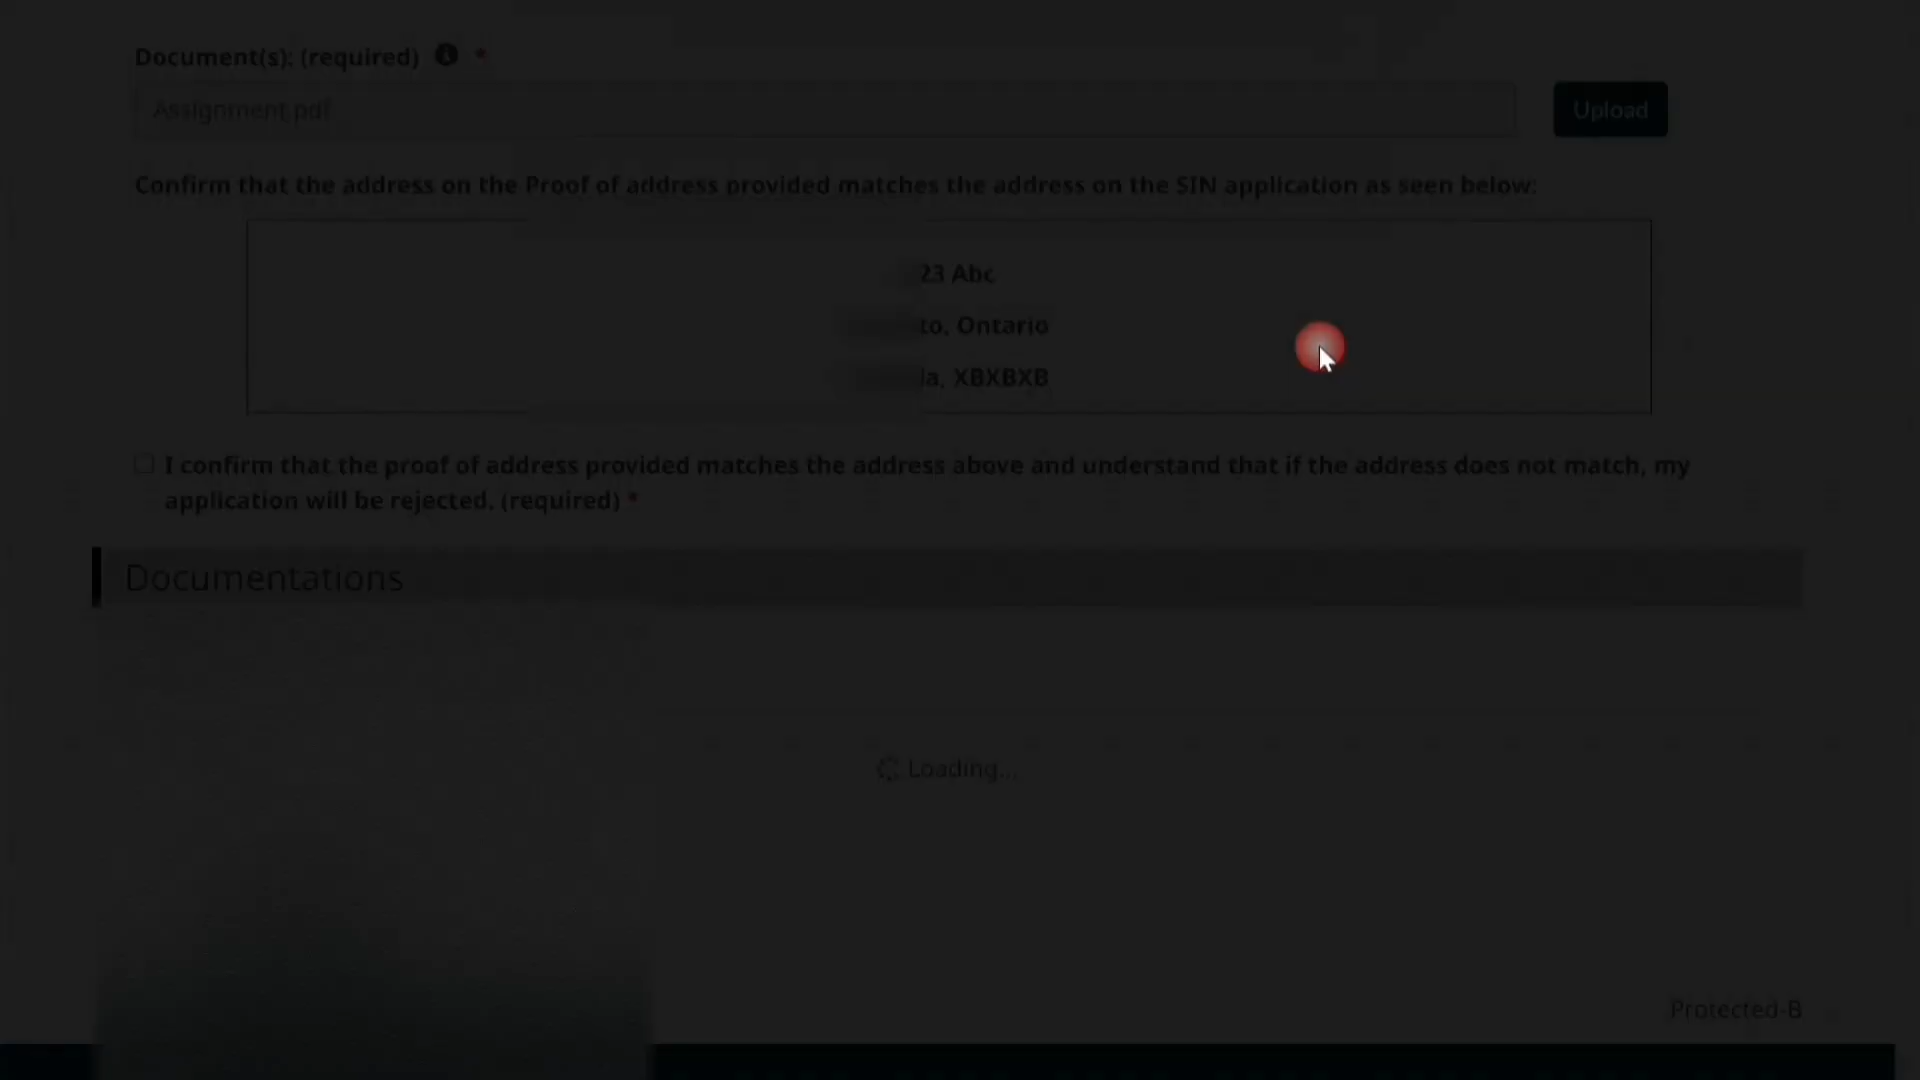 Document(s): (required) *
Assignment.pdf
Upload
Confirm that the address on the Proof of address provided matches the address on the SIN application as seen below:
23 Abc
to, Ontario
la, XBXBXB
I confirm that the proof of address provided matches the address above and understand that if the address does not match, my
application will be rejected. (required) *
Documentations
Loading...
Protected-B